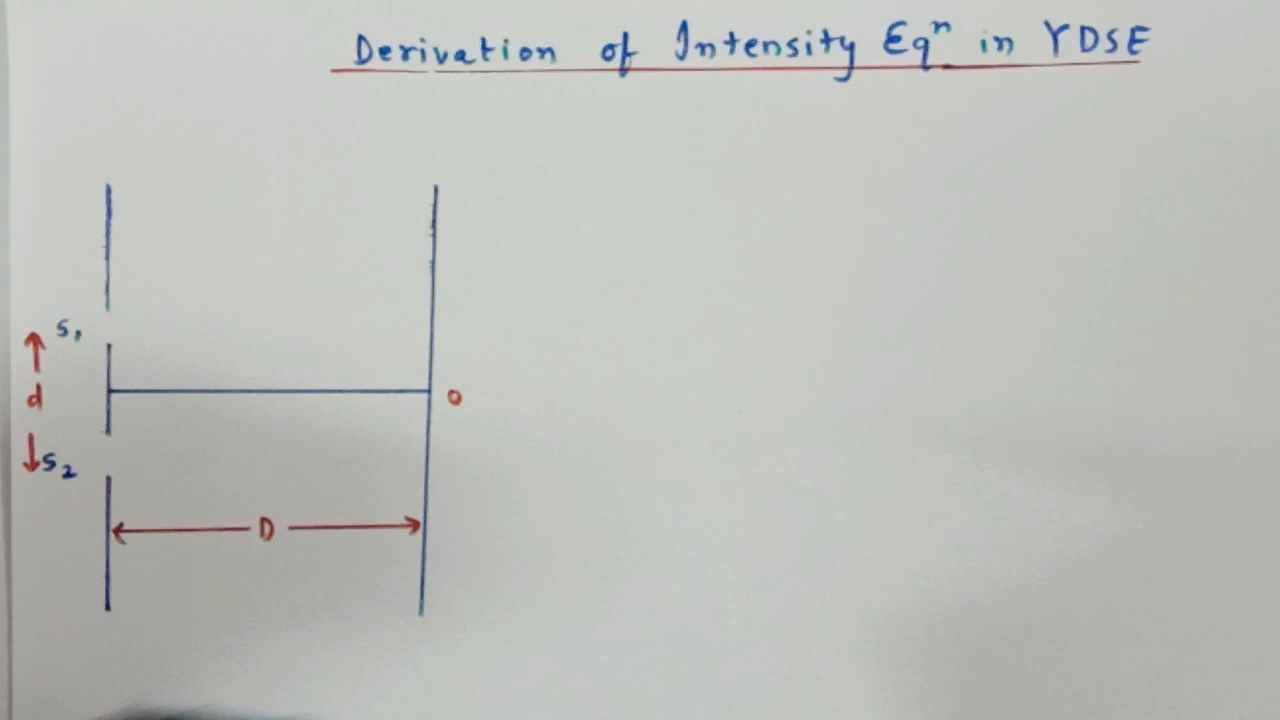 Derivation of Intensity Eqⁿ in YDSE
S₁
d
O
S₂
D